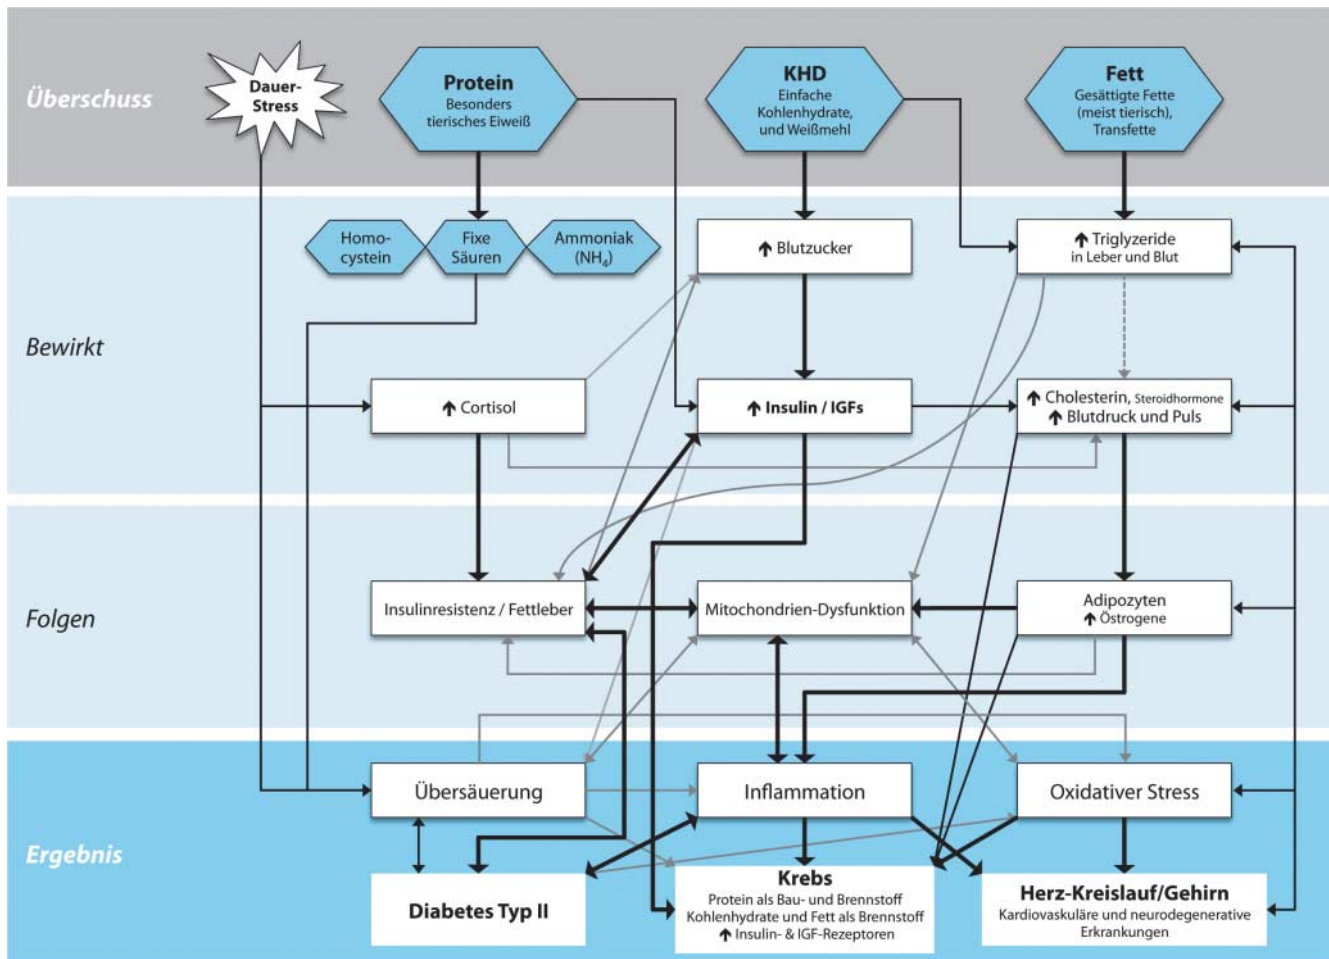 Überschuss
Dauer-
Stress
Protein
Besonders
tierisches Eiweiß
KHD
Einfache
Kohlenhydrate,
und Weißmehl
Fett
Gesättigte Fette
(meist tierisch),
Transfette
Bewirkt
Homo-
cystein
Fixe
Säuren
Ammoniak
(NH₄)
↑ Blutzucker
↑ Triglyzeride
in Leber und Blut
↑ Cortisol
↑ Insulin / IGFs
↑ Cholesterin, Steroidhormone
↑ Blutdruck und Puls
Folgen
Insulinresistenz / Fettleber
Mitochondrien-Dysfunktion
Adipozyten
↑ Östrogene
Ergebnis
Übersäuerung
Inflammation
Oxidativer Stress
Diabetes Typ II
Krebs
Protein als Bau- und Brennstoff
Kohlenhydrate und Fett als Brennstoff
↑ Insulin- & IGF-Rezeptoren
Herz-Kreislauf/Gehirn
Kardiovaskuläre und neurodegenerative
Erkrankungen